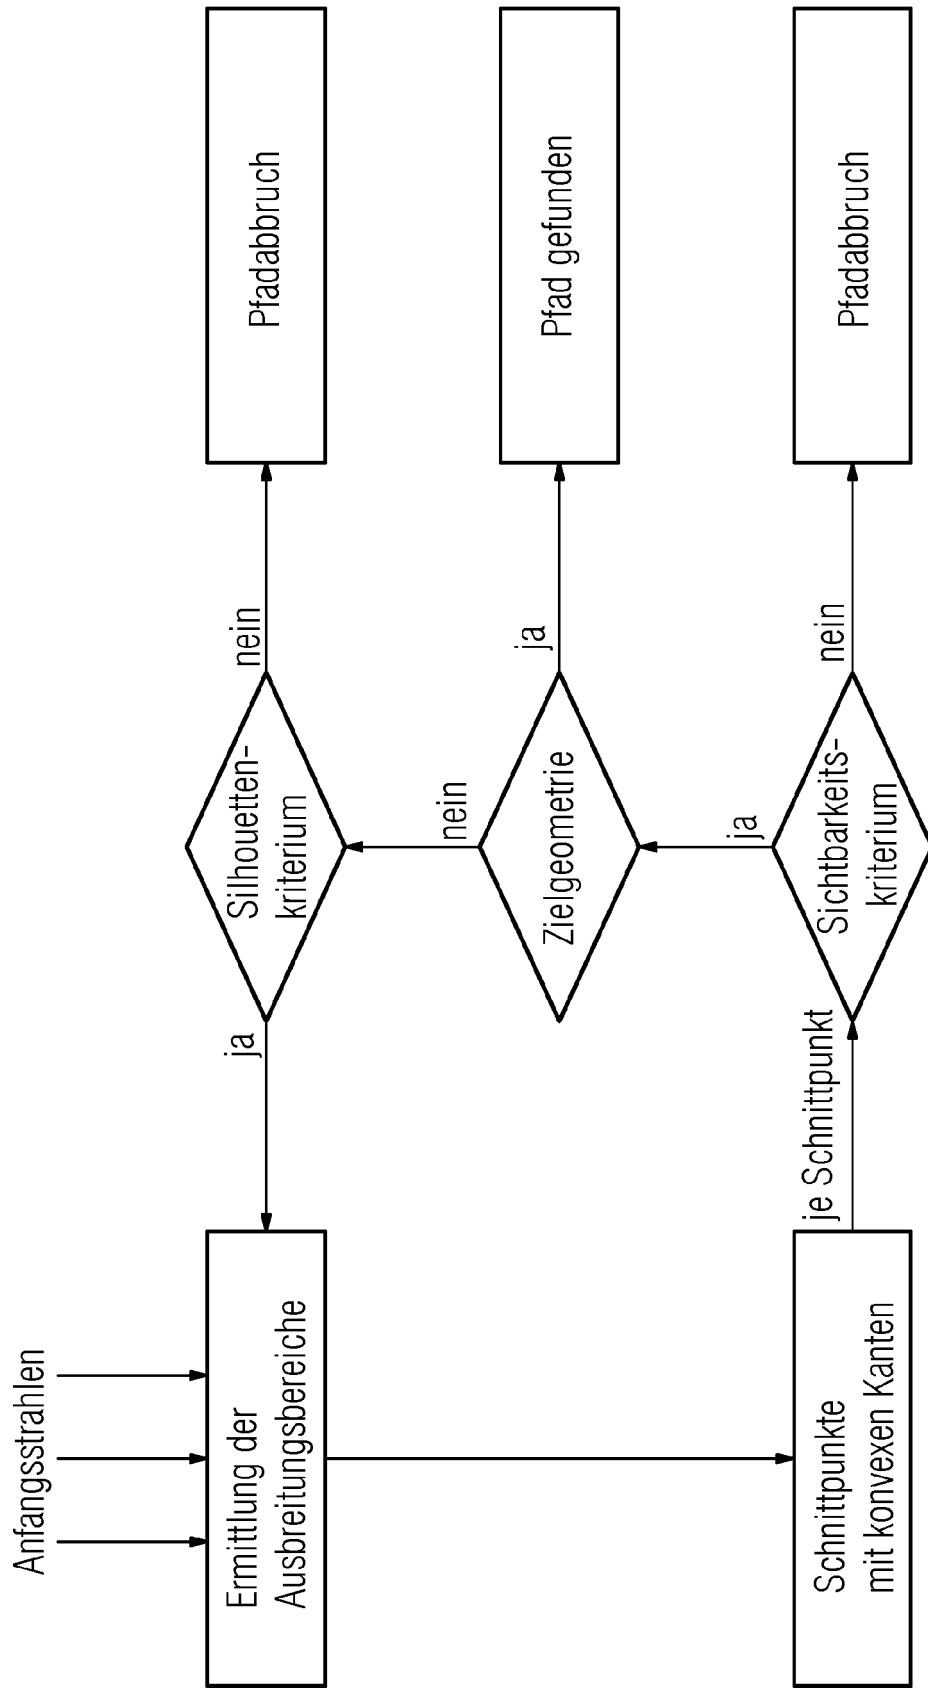 Anfangsstrahlen
Ermittlung der
Ausbreitungsbereiche
ja
Silhouetten-
kriterium
nein
Pfadabbruch
nein
Zielgeometrie
ja
Pfad gefunden
ja
Schnittpunkte
mit konvexen Kanten
je Schnittpunkt
Sichtbarkeits-
kriterium
nein
Pfadabbruch